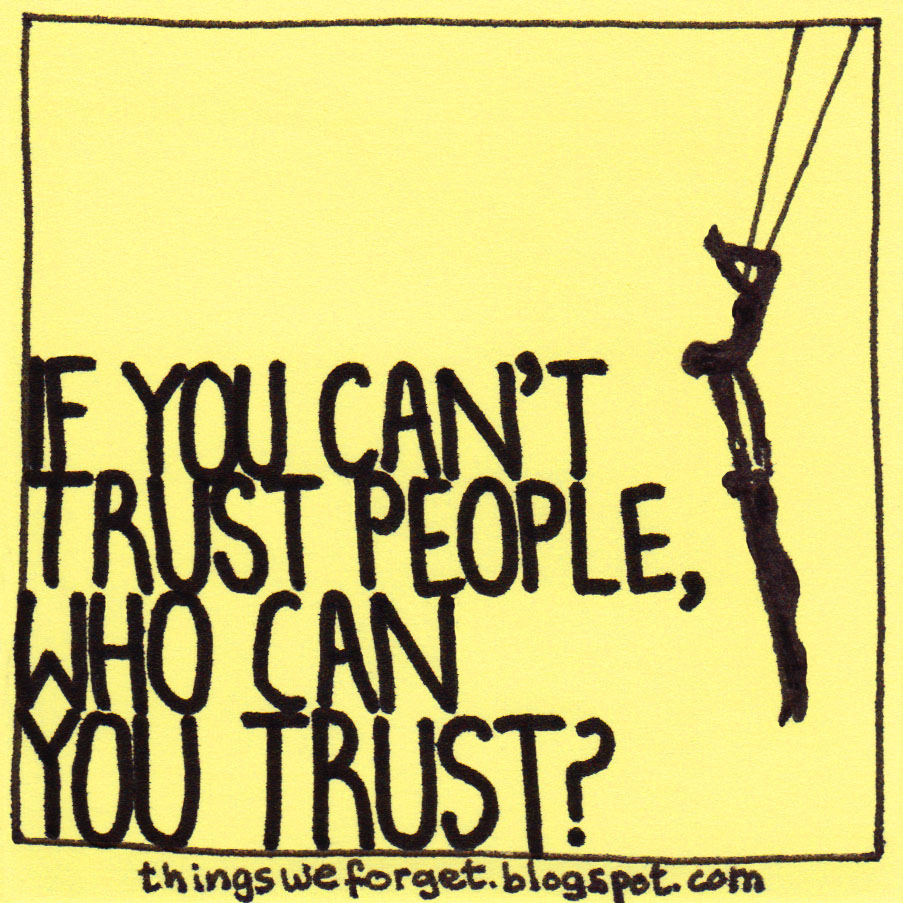 IF YOU CAN'T
TRUST PEOPLE,
WHO CAN
YOU TRUST?
thingsweforget.blogspot.com